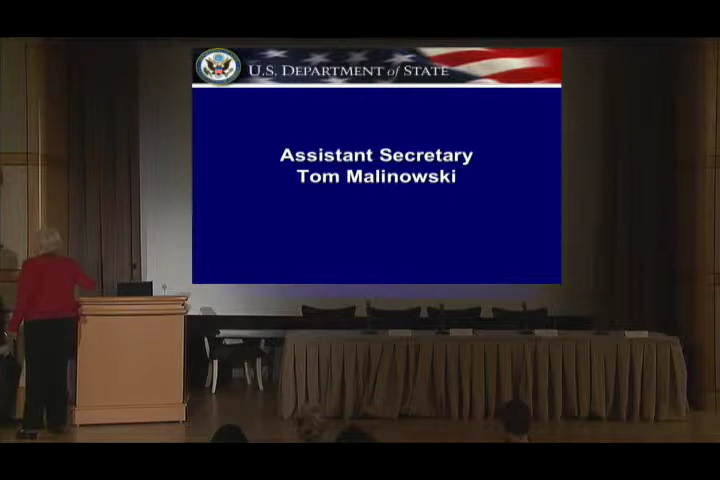 U.S. DEPARTMENT of STATE
Assistant Secretary
Tom Malinowski